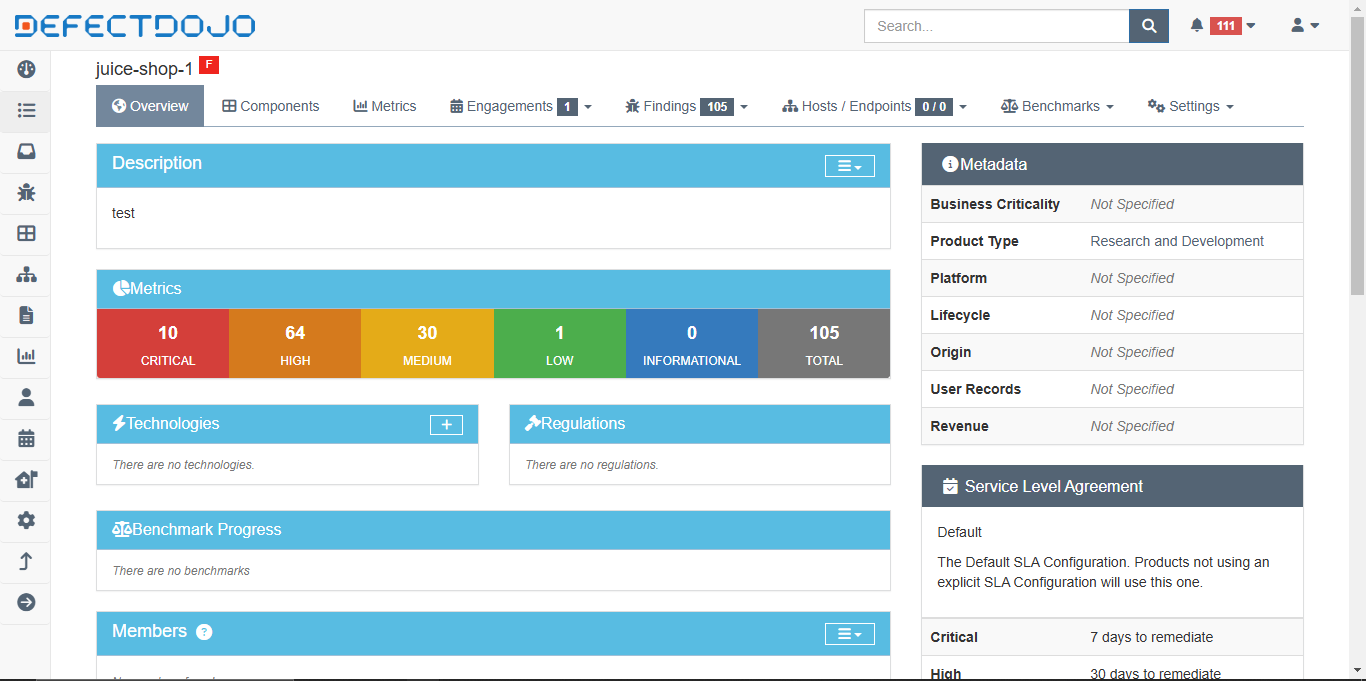 DEFECTDOJO
Search...
111
juice-shop-1 F
Overview
Components
Metrics
Engagements 1
Findings 105
Hosts / Endpoints 0 / 0
Benchmarks
Settings
Description
test
Metrics
10
CRITICAL
64
HIGH
30
MEDIUM
1
LOW
0
INFORMATIONAL
105
TOTAL
Technologies
There are no technologies.
Regulations
There are no regulations.
Benchmark Progress
There are no benchmarks
Members
Metadata
Business Criticality Not Specified
Product Type Research and Development
Platform Not Specified
Lifecycle Not Specified
Origin Not Specified
User Records Not Specified
Revenue Not Specified
Service Level Agreement
Default
The Default SLA Configuration. Products not using an
explicit SLA Configuration will use this one.
Critical 7 days to remediate
High 30 days to remediate